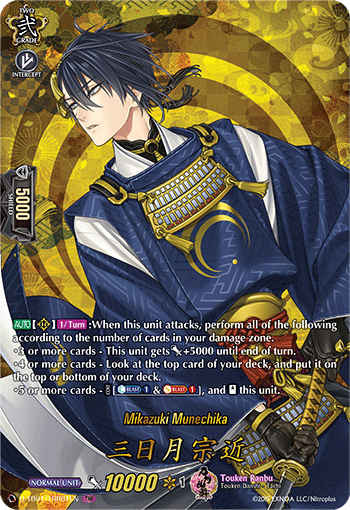 TWO
弐
GRADE
INTERCEPT
5000
SHIELD
AUTO 1/Turn :When this unit attacks, perform all of the following
according to the number of cards in your damage zone.
·3 or more cards - This unit gets +5000 until end of turn.
·4 or more cards - Look at the top card of your deck, and put it on
the top or bottom of your deck.
·5 or more cards - [BLAST 1 & BLAST 1], and this unit.
Mikazuki Munechika
三日月宗近
NORMAL UNIT
10000
1
Touken Ranbu
©2015 EXNOA LLC/Nitroplus